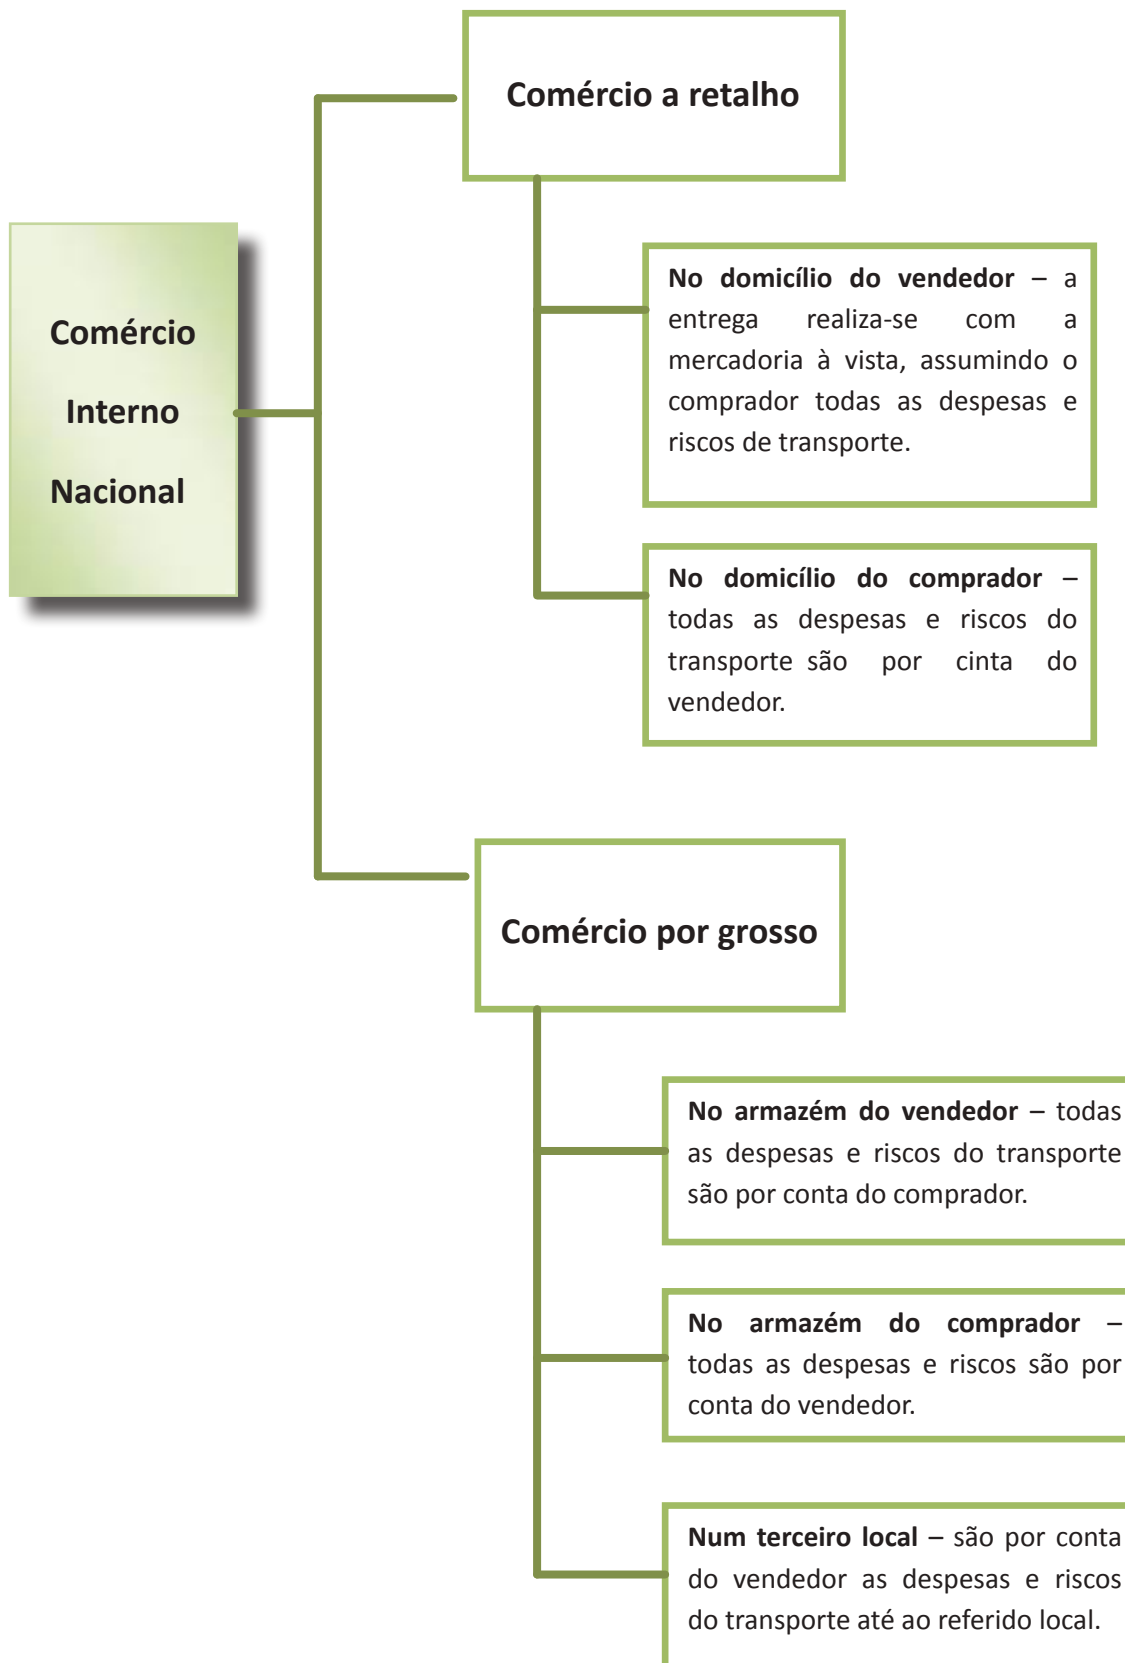 Comércio a retalho
Comércio
Interno
Nacional
No domicílio do vendedor – a
entrega realiza-se com a
mercadoria à vista, assumindo o
comprador todas as despesas e
riscos de transporte.
No domicílio do comprador –
todas as despesas e riscos do
transporte são por cinta do
vendedor.
Comércio por grosso
No armazém do vendedor – todas
as despesas e riscos do transporte
são por conta do comprador.
No armazém do comprador –
todas as despesas e riscos são por
conta do vendedor.
Num terceiro local – são por conta
do vendedor as despesas e riscos
do transporte até ao referido local.